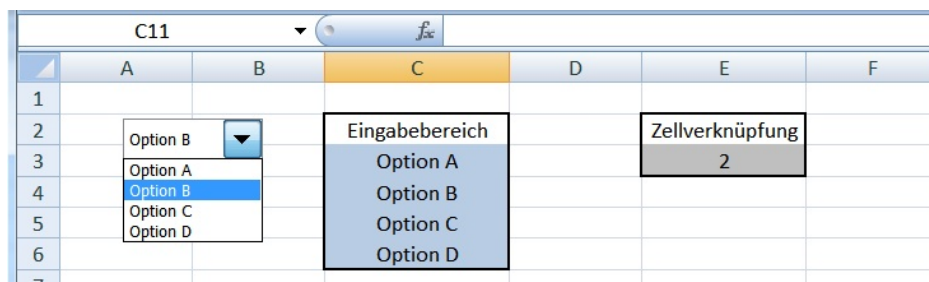 C11 fx
A B C D E F
1
2 Option B Eingabebereich Zellverknüpfung
3 Option A Option A 2
4 Option B Option B
5 Option C Option C
Option D
6 Option D
7